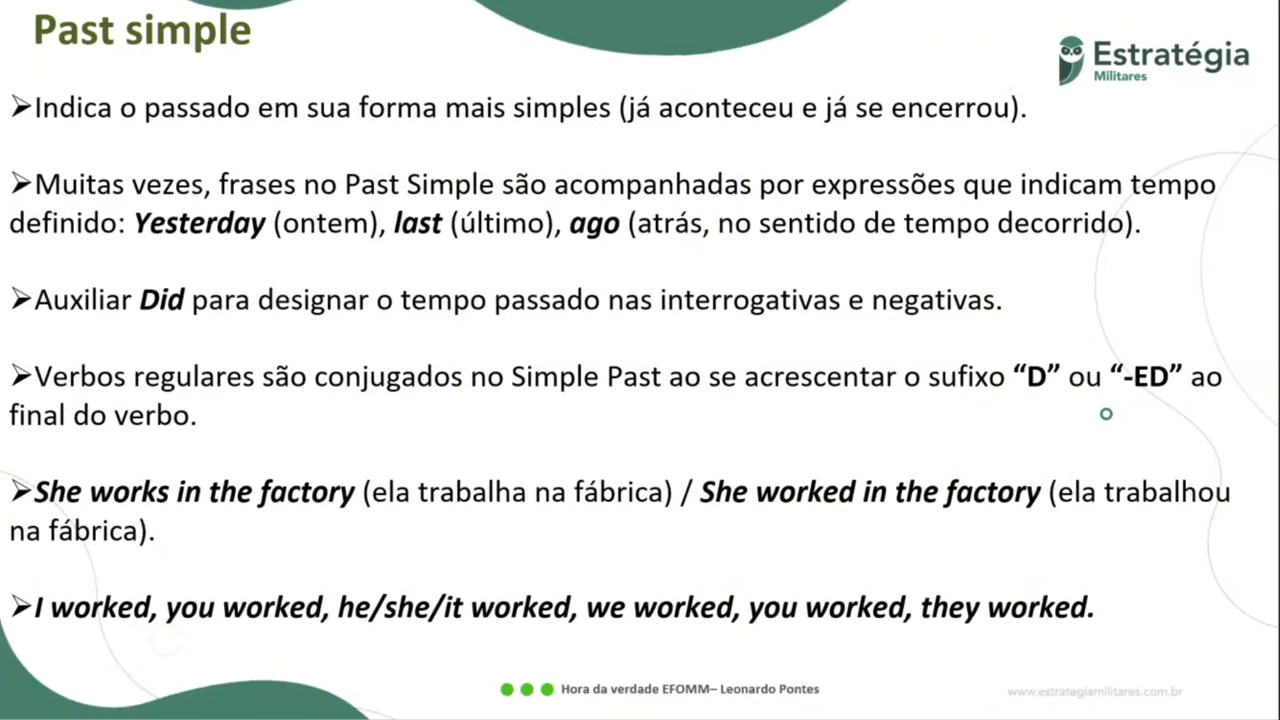 Past simple
Estratégia
Militares
➢Indica o passado em sua forma mais simples (já aconteceu e já se encerrou).
➢Muitas vezes, frases no Past Simple são acompanhadas por expressões que indicam tempo
definido: Yesterday (ontem), last (último), ago (atrás, no sentido de tempo decorrido).
➢Auxiliar Did para designar o tempo passado nas interrogativas e negativas.
➢Verbos regulares são conjugados no Simple Past ao se acrescentar o sufixo “D” ou “-ED” ao
final do verbo.
➢She works in the factory (ela trabalha na fábrica) / She worked in the factory (ela trabalhou
na fábrica).
➢I worked, you worked, he/she/it worked, we worked, you worked, they worked.
Hora da verdade EFOMM– Leonardo Pontes
www.estrategiamilitares.com.br